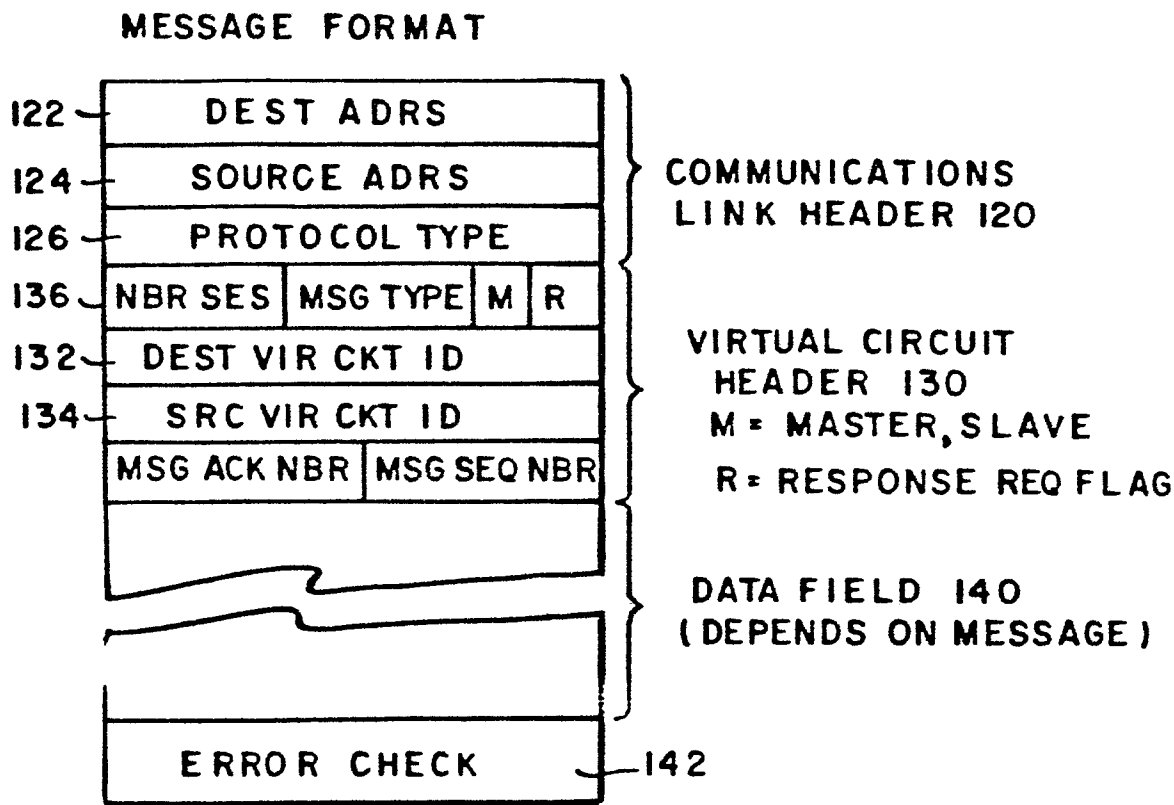 MESSAGE FORMAT
122 DEST ADRS
124 SOURCE ADRS
126 PROTOCOL TYPE
COMMUNICATIONS
LINK HEADER 120
136 NBR SES MSG TYPE M R
132 DEST VIR CKT ID
134 SRC VIR CKT ID
MSG ACK NBR MSG SEQ NBR
VIRTUAL CIRCUIT
HEADER 130
M = MASTER, SLAVE
R = RESPONSE REQ FLAG
DATA FIELD 140
(DEPENDS ON MESSAGE)
ERROR CHECK 142